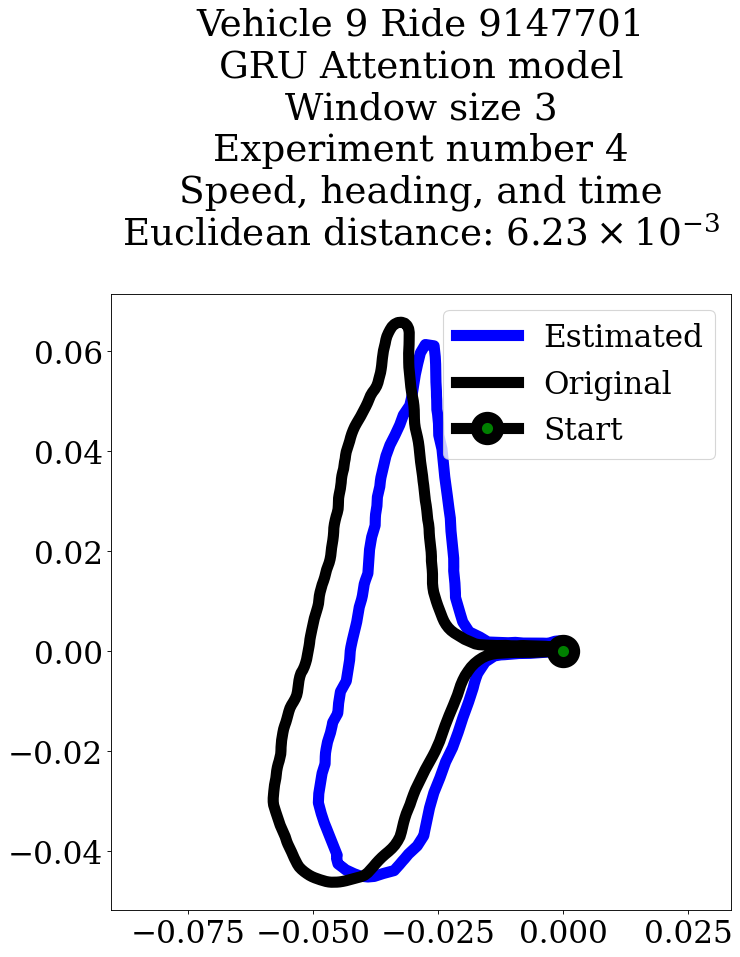 Vehicle 9 Ride 9147701
GRU Attention model
Window size 3
Experiment number 4
Speed, heading, and time
Euclidean distance: 6.23 × 10⁻³
Estimated
Original
Start
0.06
0.04
0.02
0.00
−0.02
−0.04
−0.075 −0.050 −0.025 0.000 0.025